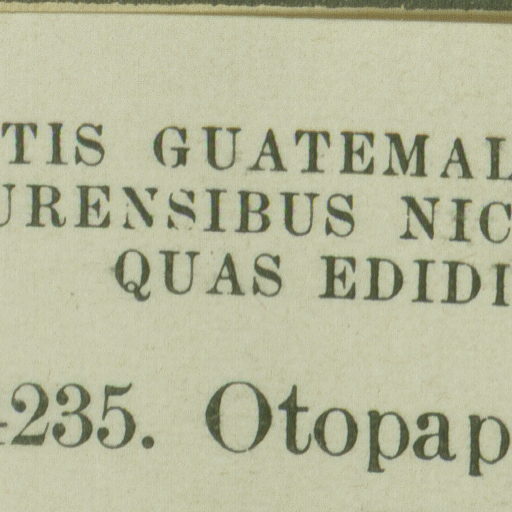 TIS GUATEMAL
URENSIBUS NIC
QUAS EDIDI
235. Otopap